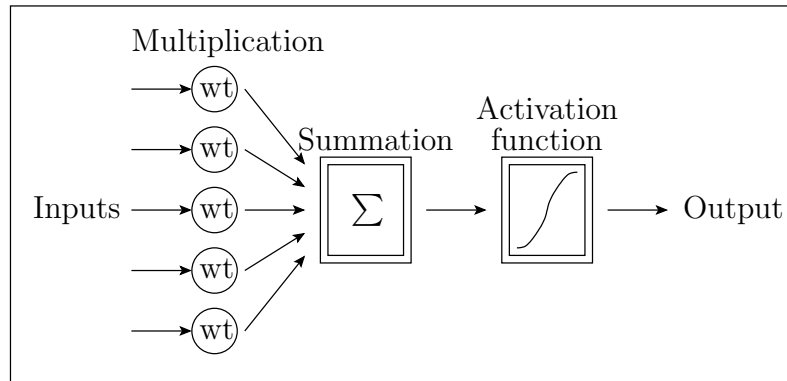 Multiplication
wt
Activation
function
Summation
wt
Inputs
wt
∑
Output
wt
wt